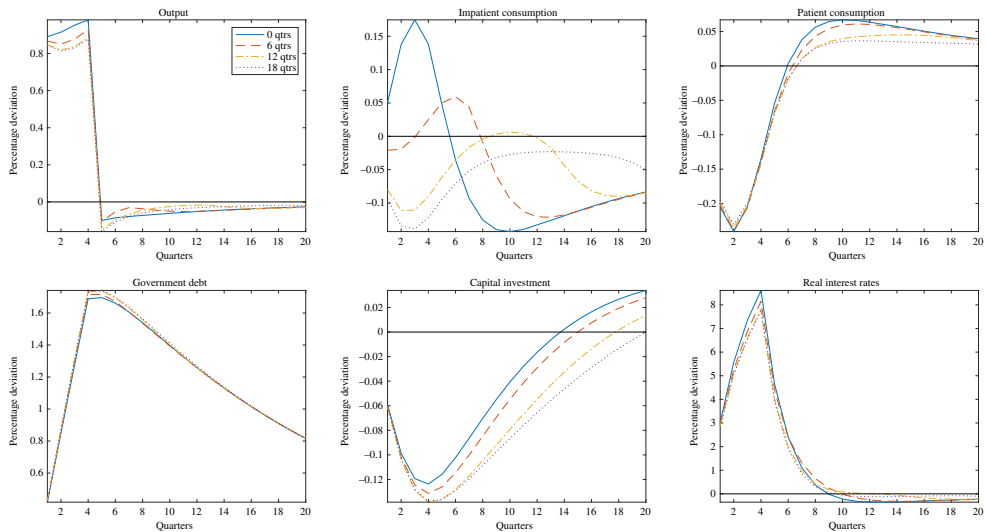 Output
Impatient consumption
Patient consumption
Percentage deviation
0.8
0.6
0.4
0.2
0
0 qtrs
6 qtrs
12 qtrs
18 qtrs
2 4 6 8 10 12 14 16 18 20
Quarters
Percentage deviation
0.15
0.1
0.05
0
−0.05
−0.1
2 4 6 8 10 12 14 16 18 20
Quarters
Percentage deviation
0.05
0
−0.05
−0.1
−0.15
−0.2
2 4 6 8 10 12 14 16 18 20
Quarters
Government debt
Capital investment
Real interest rates
Percentage deviation
1.6
1.4
1.2
1
0.8
0.6
2 4 6 8 10 12 14 16 18 20
Quarters
Percentage deviation
0.02
0
−0.02
−0.04
−0.06
−0.08
−0.1
−0.12
2 4 6 8 10 12 14 16 18 20
Quarters
Percentage deviation
8
7
6
5
4
3
2
1
0
2 4 6 8 10 12 14 16 18 20
Quarters